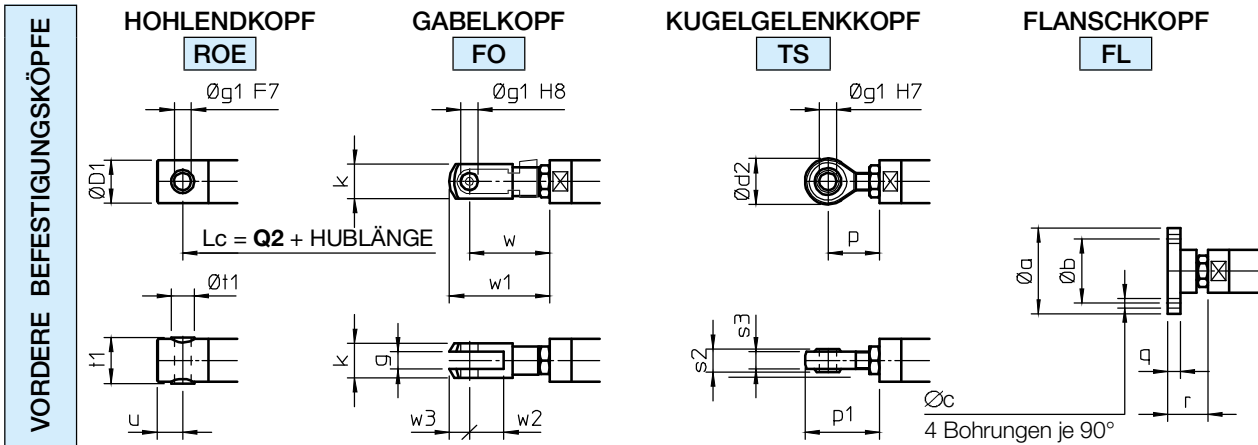 VORDERE BEFESTIGUNGSKÖPFE
HOHLENDKOPF
ROE
Øg1 F7
ØD1
Lc = Q2 + HUBLÄNGE
Øt1
t1
u
GABELKOPF
FO
Øg1 H8
k
w
w1
k
g
w3
w2
KUGELGELENKKOPF
TS
Øg1 H7
Ød2
p
s3
s2
p1
FLANSCHKOPF
FL
Øa
Øb
q
r
Øc
4 Bohrungen je 90°